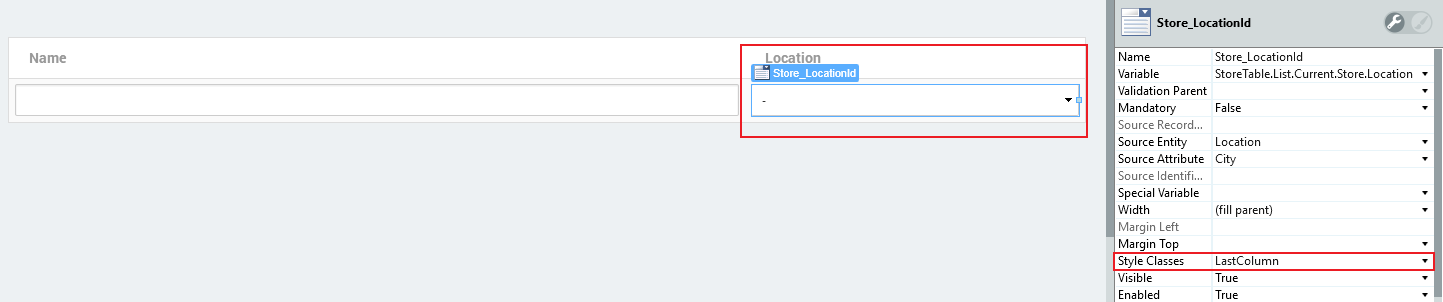 Name
Location
Store_LocationId
-
Store_LocationId
Name Store_LocationId
Variable StoreTable.List.Current.Store.Location
Validation Parent
Mandatory False
Source Record...
Source Entity Location
Source Attribute City
Source Identifi...
Special Variable
Width (fill parent)
Margin Left
Margin Top
Style Classes LastColumn
Visible True
Enabled True